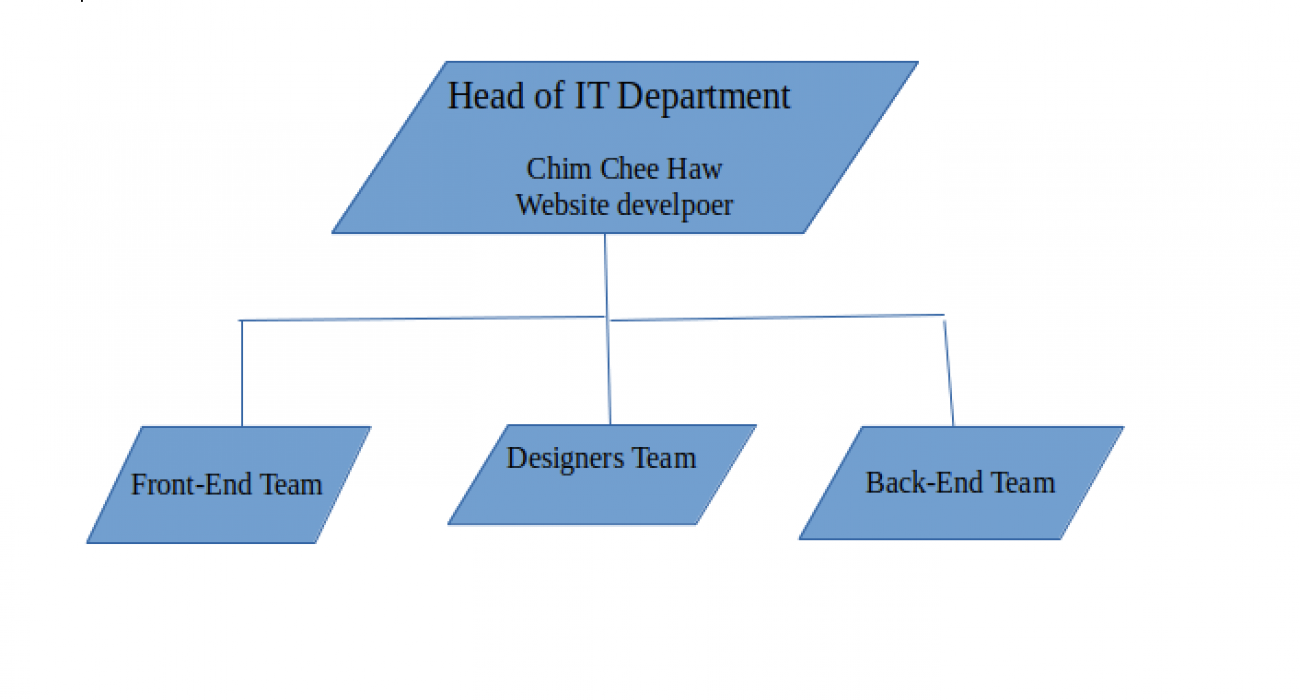 Head of IT Department
Chim Chee Haw
Website develpoer
Front-End Team
Designers Team
Back-End Team